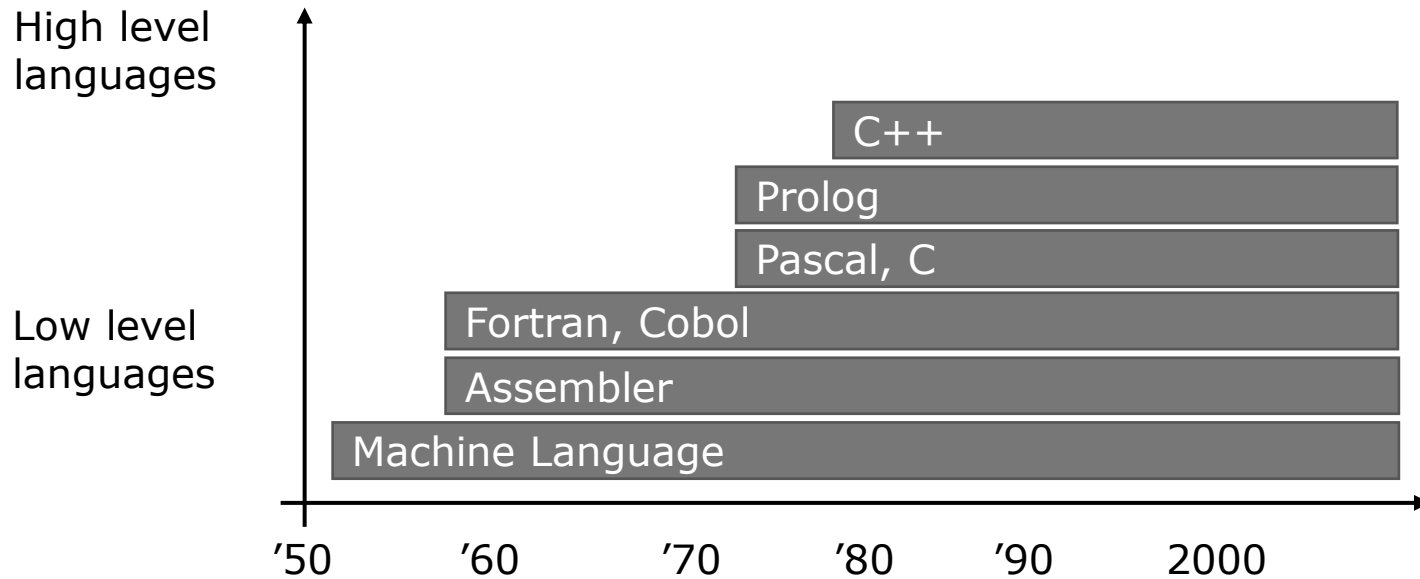 High level
languages
C++
Prolog
Pascal, C
Fortran, Cobol
Low level
languages
Assembler
Machine Language
’50 ’60 ’70 ’80 ’90 2000